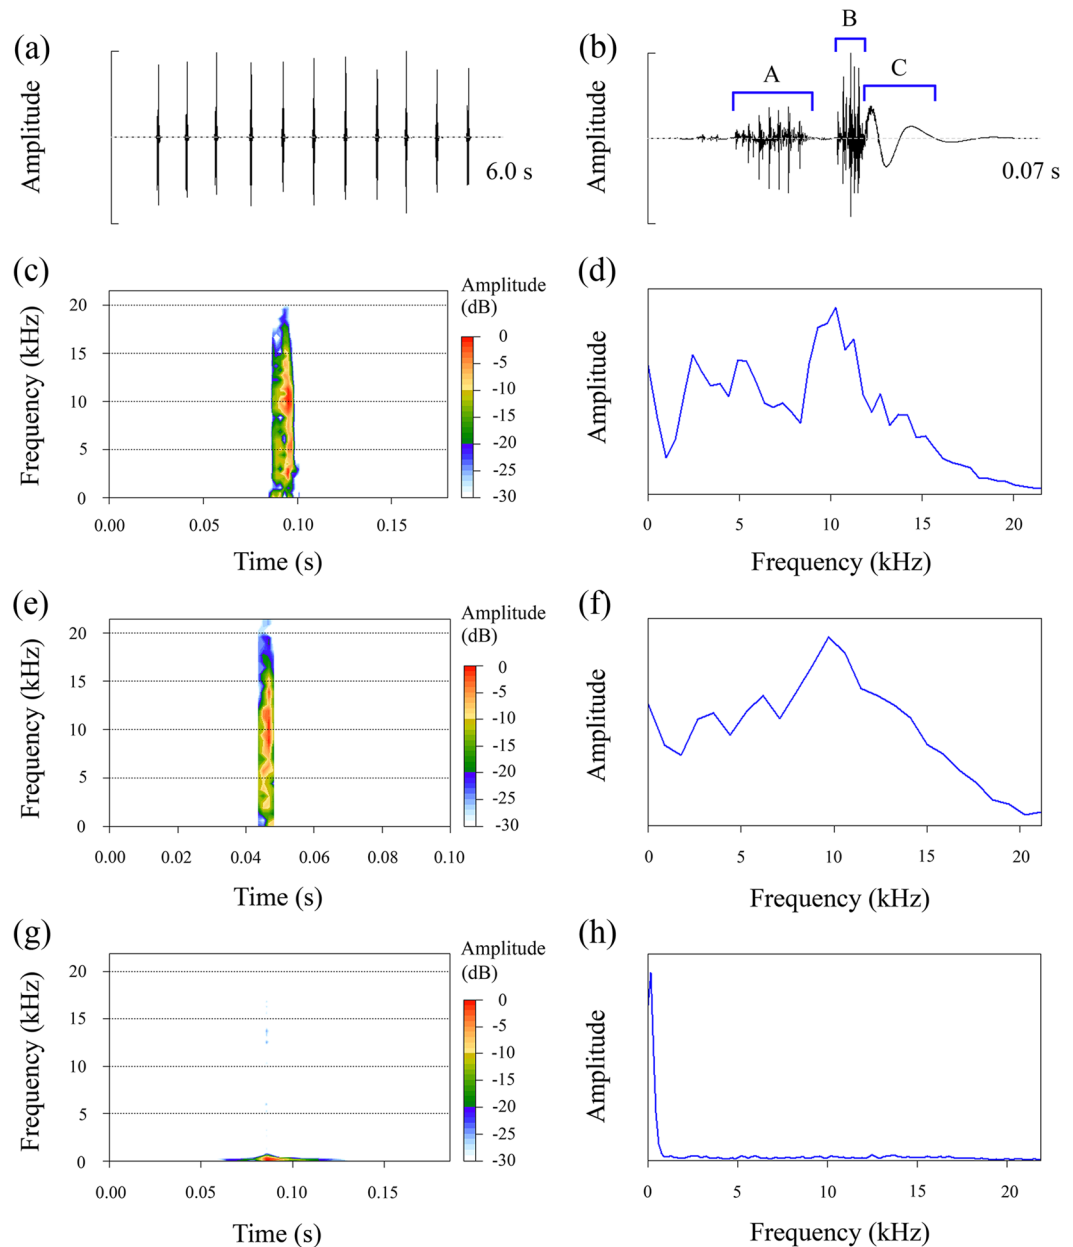 (a)
Amplitude
6.0 s
(b)
Amplitude
A
B
C
0.07 s
(c)
Frequency (kHz)
20
15
10
5
0
0.00 0.05 0.10 0.15
Time (s)
Amplitude
(dB)
0
-5
-10
-15
-20
-25
-30
(d)
Amplitude
0 5 10 15 20
Frequency (kHz)
(e)
Frequency (kHz)
20
15
10
5
0
0.00 0.02 0.04 0.06 0.08 0.10
Time (s)
Amplitude
(dB)
0
-5
-10
-15
-20
-25
-30
(f)
Amplitude
0 5 10 15 20
Frequency (kHz)
(g)
Frequency (kHz)
20
15
10
5
0
0.00 0.05 0.10 0.15
Time (s)
Amplitude
(dB)
0
-5
-10
-15
-20
-25
-30
(h)
Amplitude
0 5 10 15 20
Frequency (kHz)